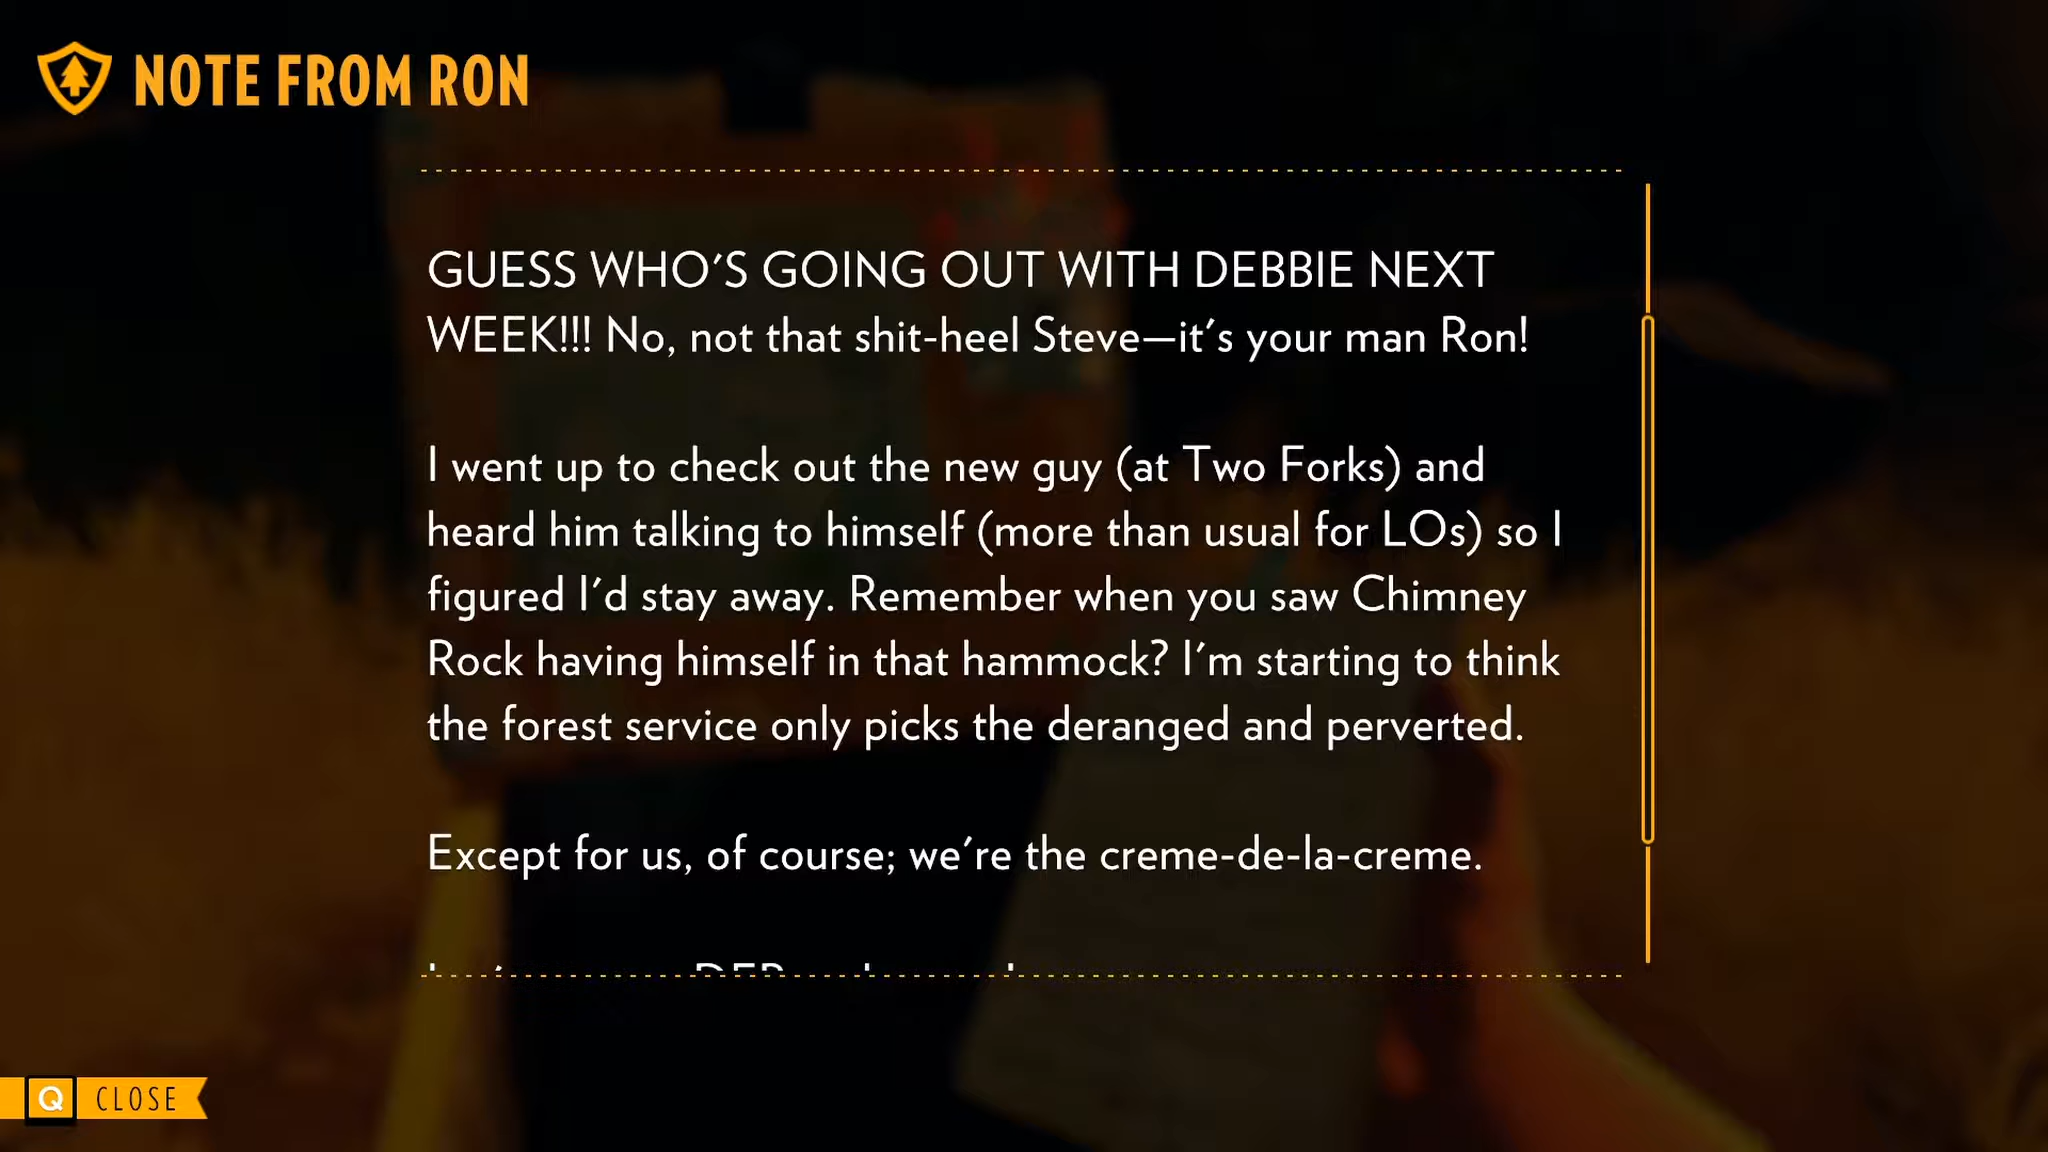 NOTE FROM RON
GUESS WHO'S GOING OUT WITH DEBBIE NEXT
WEEK!!! No, not that shit-heel Steve—it's your man Ron!
I went up to check out the new guy (at Two Forks) and
heard him talking to himself (more than usual for LOs) so I
figured I'd stay away. Remember when you saw Chimney
Rock having himself in that hammock? I'm starting to think
the forest service only picks the deranged and perverted.
Except for us, of course; we're the creme-de-la-creme.
Q CLOSE